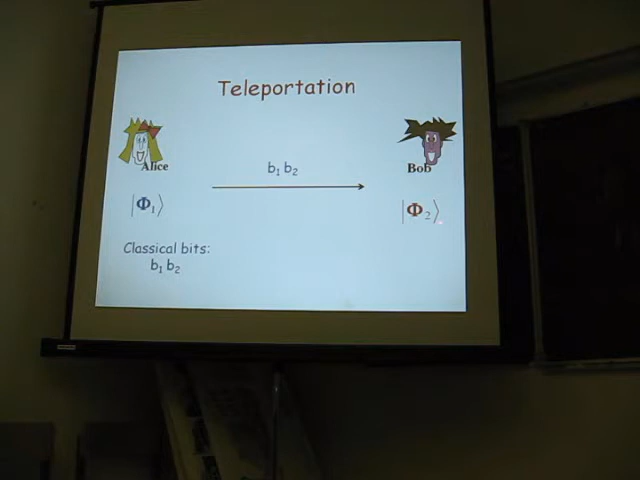 Teleportation
Alice
b₁ b₂
Bob
|Φ₁⟩
|Φ₂⟩
Classical bits:
b₁ b₂